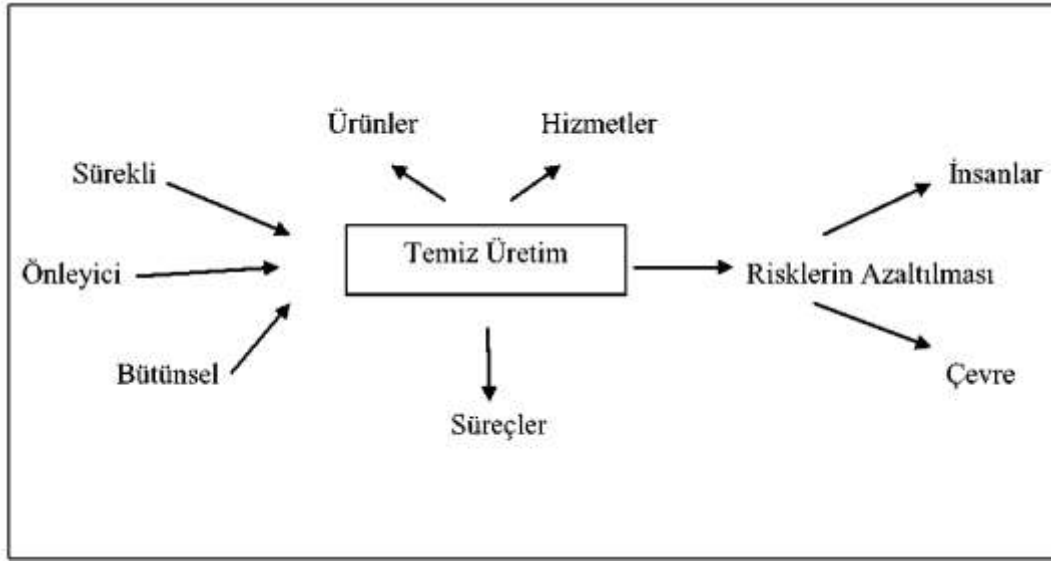 Ürünler
Hizmetler
Sürekli
İnsanlar
Temiz Üretim
Önleyici
Risklerin Azaltılması
Bütünsel
Çevre
Süreçler